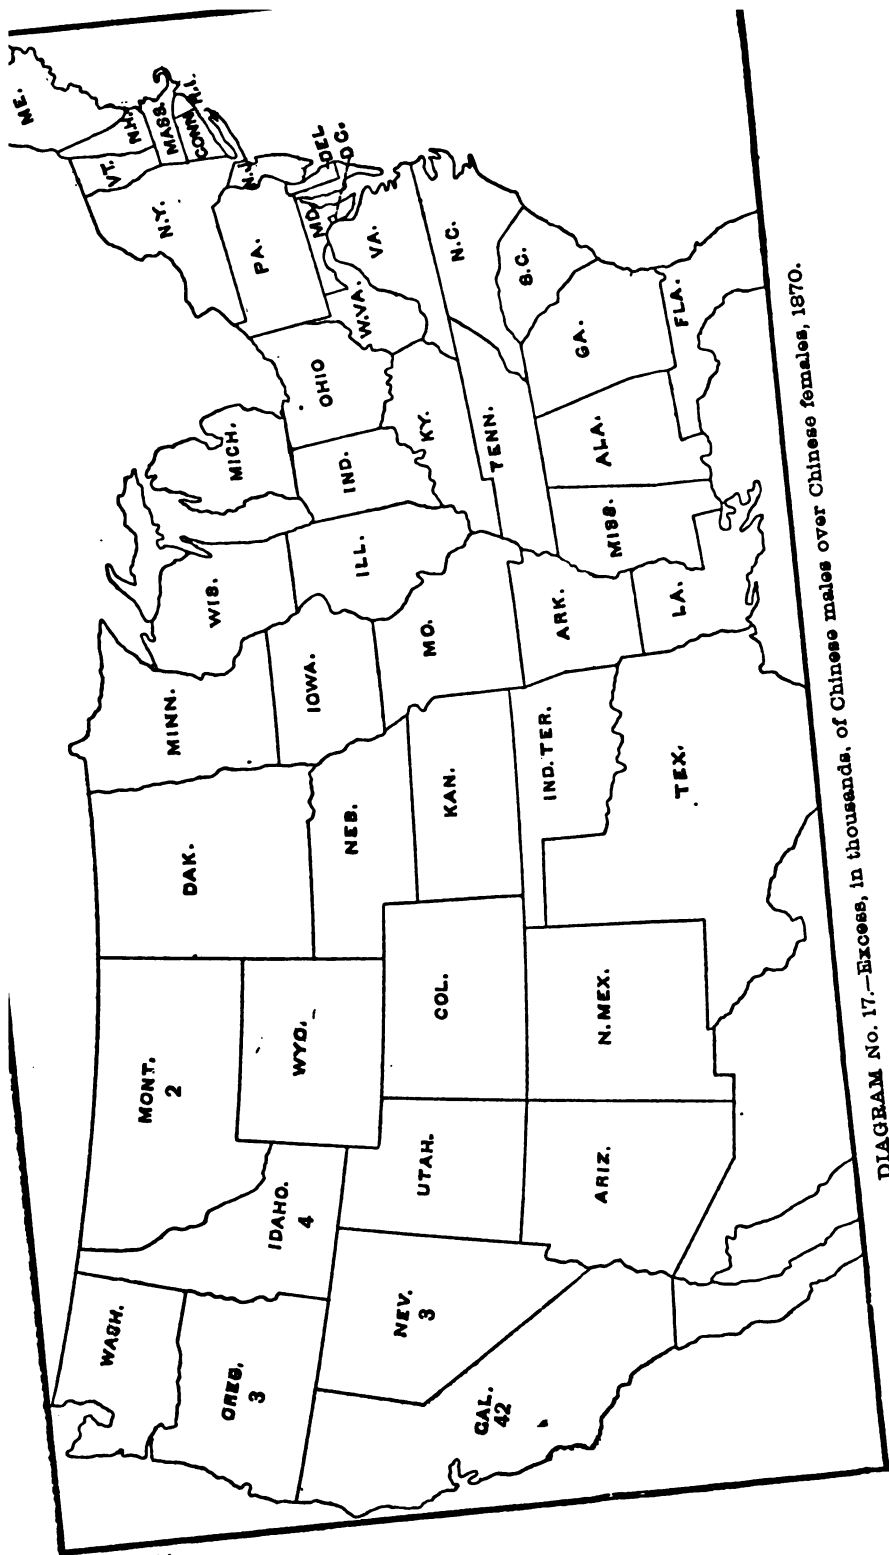 WASH.
OREG.
3
CAL.
42
NEV.
3
IDAHO.
4
MONT.
2
WYO.
UTAH.
ARIZ.
COL.
N.MEX.
DAK.
NEB.
KAN.
IND. TER.
TEX.
MINN.
IOWA.
MO.
ARK.
LA.
WIS.
ILL.
MICH.
IND.
OHIO
KY.
TENN.
MISS.
ALA.
GA.
FLA.
S.C.
N.C.
VA.
W.VA.
MD.
DEL
D.C.
PA.
N.J.
N.Y.
VT.
N.H.
ME.
MASS.
CONN.
R.I.
DIAGRAM No. 17.—Excess, in thousands, of Chinese males over Chinese females, 1870.